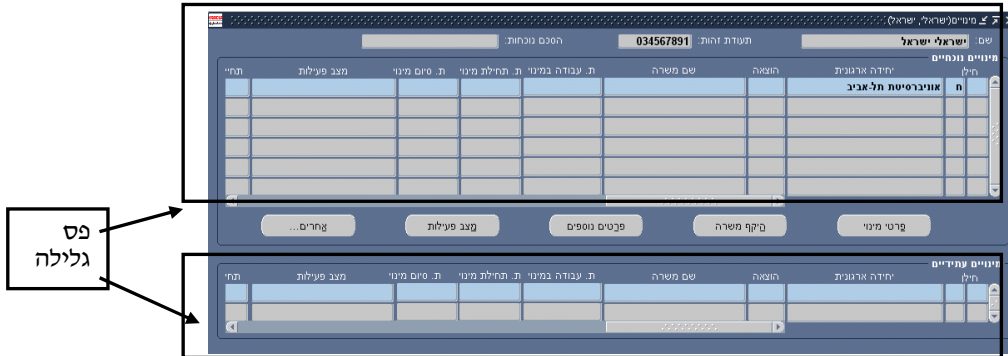 מינויים(ישראלי, ישראל)
שם: ישראלי ישראל תעודת זהות: 034567891 הסכם נוכחות:
מינויים נוכחיים
חילן יחידה ארגונית הוצאה שם משרה ת. עבודה במינוי ת. תחילת מינוי ת. סיום מינוי מצב פעילות תחיי
ח אוניברסיטת תל-אביב
פרטי מינוי היקף משרה פרטים נוספים מצב פעילות אחרים...
פס
גלילה
מינויים עתידיים
חילן יחידה ארגונית הוצאה שם משרה ת. עבודה במינוי ת. תחילת מינוי ת. סיום מינוי מצב פעילות תחי